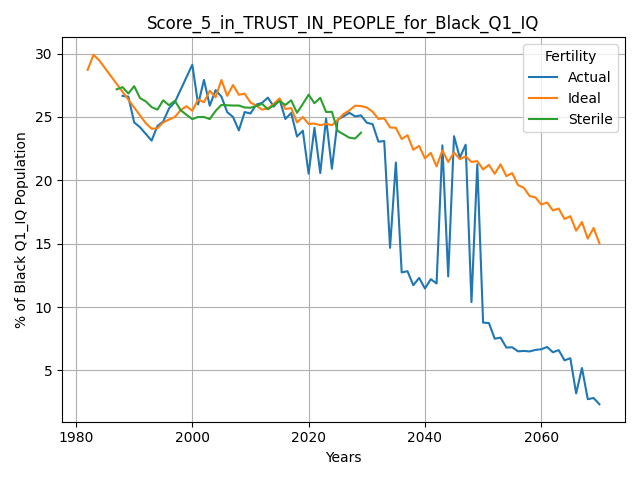 Score_5_in_TRUST_IN_PEOPLE_for_Black_Q1_IQ
Fertility
Actual
Ideal
Sterile
% of Black Q1_IQ Population
30
25
20
15
10
5
1980
2000
2020
2040
2060
Years